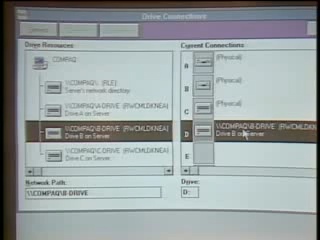 Drive Connections
Drive Resources:
COMPAQ
\\COMPAQ\. (FILE)
Server's network directory
Drive A on Server
\\COMPAQ\B-DRIVE (RWCMLDKNEA)
Drive B on Server
\\COMPAQ\C-DRIVE (RWCMLDKNEA)
Drive C on Server
Network Path:
\\COMPAQ\B-DRIVE
Current Connections:
A (Physical)
B (Physical)
C (Physical)
D \\COMPAQ\B-DRIVE (RWCMLDKNEA)
Drive B on Server
E
Drive:
D: